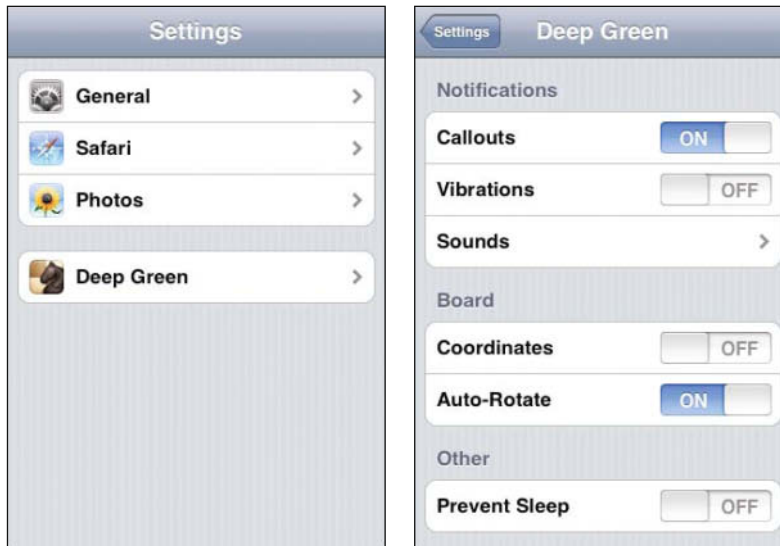 Settings
General
Safari
Photos
Deep Green
Settings
Deep Green
Notifications
Callouts ON
Vibrations OFF
Sounds
Board
Coordinates OFF
Auto-Rotate ON
Other
Prevent Sleep OFF